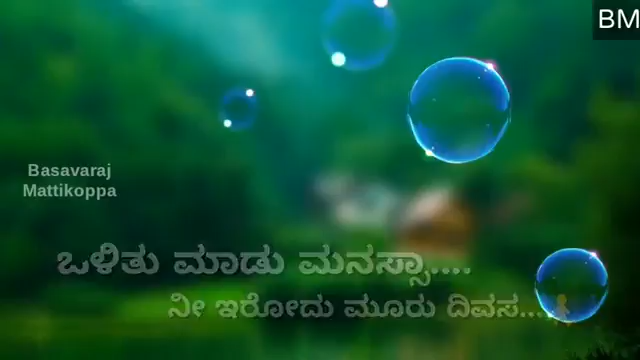 BM
Basavaraj
Mattikoppa
ಒಳಿತು ಮಾಡು ಮನಸ್ಸಾ....
ನೀ ಇರೋದು ಮೂರು ದಿವಸ...